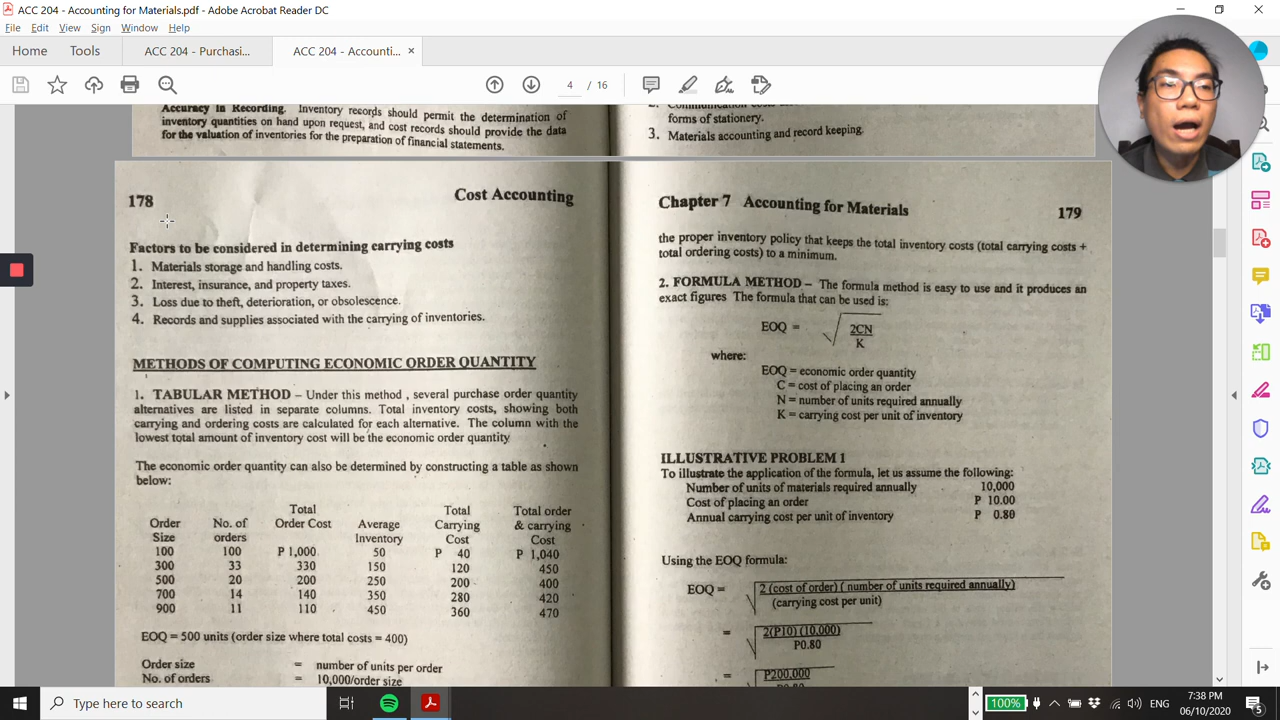 ACC 204 - Accounting for Materials.pdf - Adobe Acrobat Reader DC
File Edit View Sign Window Help
Home Tools ACC 204 - Purchasi... ACC 204 - Accounti... ×
4 / 16
Accuracy in Recording. Inventory records should permit the determination of
inventory quantities on hand upon request, and cost records should provide the data
for the valuation of inventories for the preparation of financial statements.
2. Communication costs
forms of stationery.
3. Materials accounting and record keeping.
178 Cost Accounting
Factors to be considered in determining carrying costs
1. Materials storage and handling costs.
2. Interest, insurance, and property taxes.
3. Loss due to theft, deterioration, or obsolescence.
4. Records and supplies associated with the carrying of inventories.
METHODS OF COMPUTING ECONOMIC ORDER QUANTITY
1. TABULAR METHOD – Under this method , several purchase order quantity
alternatives are listed in separate columns. Total inventory costs, showing both
carrying and ordering costs are calculated for each alternative. The column with the
lowest total amount of inventory cost will be the economic order quantity
The economic order quantity can also be determined by constructing a table as shown
below:
Total Total Total order
Order No. of Order Cost Average Carrying & carrying
Size orders Inventory Cost Cost
100 100 P 1,000 50 P 40 P 1,040
300 33 330 150 120 450
500 20 200 250 200 400
700 14 140 350 280 420
900 11 110 450 360 470
EOQ = 500 units (order size where total costs = 400)
Order size = number of units per order
No. of orders = 10,000/order size
Chapter 7 Accounting for Materials 179
the proper inventory policy that keeps the total inventory costs (total carrying costs +
total ordering costs) to a minimum.
2. FORMULA METHOD – The formula method is easy to use and it produces an
exact figures The formula that can be used is:
EOQ = √ 2CN
K
where:
EOQ = economic order quantity
C = cost of placing an order
N = number of units required annually
K = carrying cost per unit of inventory
ILLUSTRATIVE PROBLEM 1
To illustrate the application of the formula, let us assume the following:
Number of units of materials required annually 10,000
Cost of placing an order P 10.00
Annual carrying cost per unit of inventory P 0.80
Using the EOQ formula:
EOQ = √ 2 (cost of order) ( number of units required annually)
(carrying cost per unit)
= √ 2(P10) (10,000)
P0.80
= √ P200,000
Type here to search
100% ENG 7:38 PM
06/10/2020 5